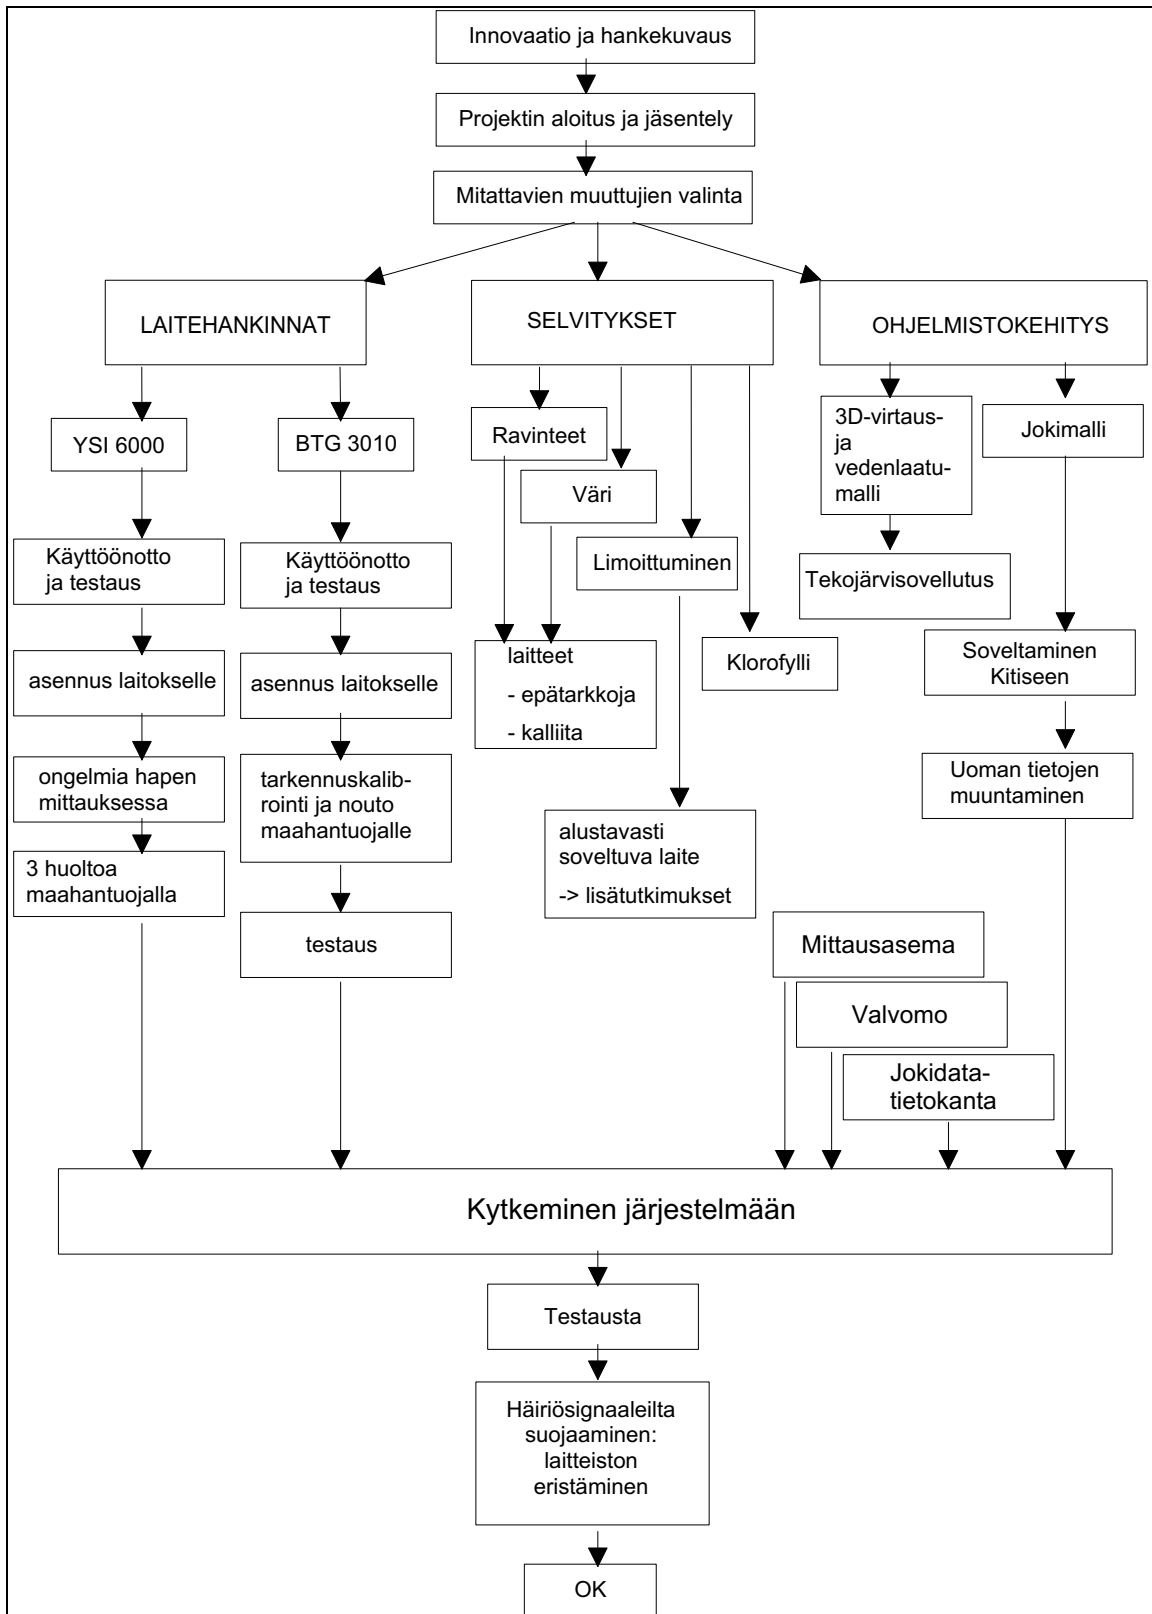 Innovaatio ja hankekuvaus
Projektin aloitus ja jäsentely
Mitattavien muuttujien valinta
LAITEHANKINNAT
SELVITYKSET
OHJELMISTOKEHITYS
YSI 6000
BTG 3010
Ravinteet
Väri
Limoittuminen
Klorofylli
3D-virtaus-
ja
vedenlaatu-
malli
Jokimalli
Käyttöönotto
ja testaus
Käyttöönotto
ja testaus
Tekojärvisovellutus
asennus laitokselle
asennus laitokselle
laitteet
- epätarkkoja
- kalliita
Soveltaminen
Kitiseen
ongelmia hapen
mittauksessa
tarkennuskalib-
rointi ja nouto
maahantuojalle
Uoman tietojen
muuntaminen
3 huoltoa
maahantuojalla
alustavasti
soveltuva laite
-> lisätutkimukset
testaus
Mittausasema
Valvomo
Jokidata-
tietokanta
Kytkeminen järjestelmään
Testausta
Häiriösignaaleilta
suojaaminen:
laitteiston
eristäminen
OK